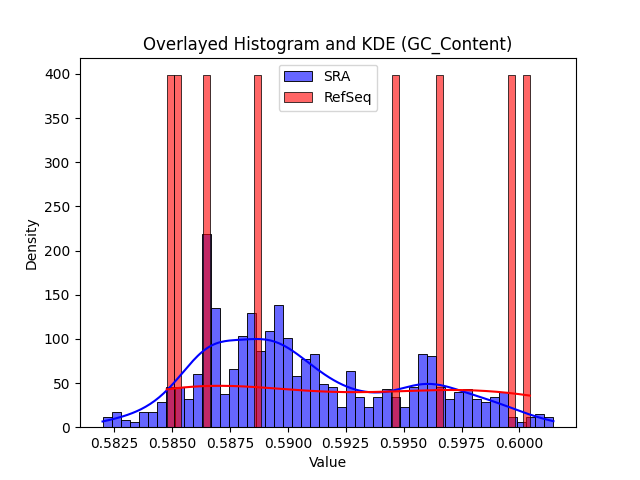 Overlayed Histogram and KDE (GC_Content)
SRA
RefSeq
400
350
300
250
200
150
100
50
0
Density
0.5825 0.5850 0.5875 0.5900 0.5925 0.5950 0.5975 0.6000
Value